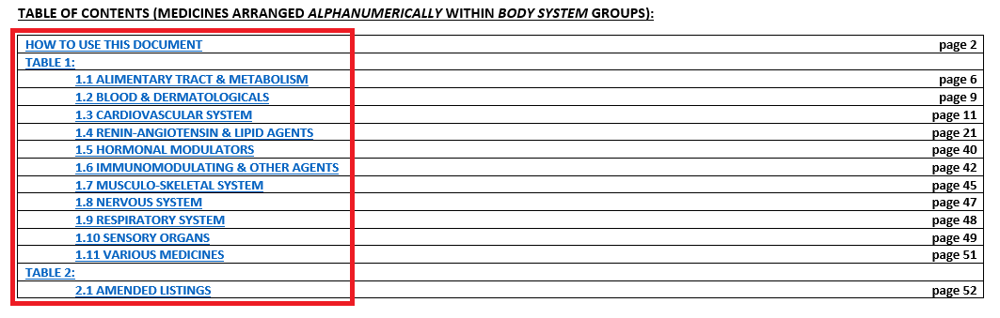 TABLE OF CONTENTS (MEDICINES ARRANGED ALPHANUMERICALLY WITHIN BODY SYSTEM GROUPS):
HOW TO USE THIS DOCUMENT page 2
TABLE 1:
1.1 ALIMENTARY TRACT & METABOLISM page 6
1.2 BLOOD & DERMATOLOGICALS page 9
1.3 CARDIOVASCULAR SYSTEM page 11
1.4 RENIN-ANGIOTENSIN & LIPID AGENTS page 21
1.5 HORMONAL MODULATORS page 40
1.6 IMMUNOMODULATING & OTHER AGENTS page 42
1.7 MUSCULO-SKELETAL SYSTEM page 45
1.8 NERVOUS SYSTEM page 47
1.9 RESPIRATORY SYSTEM page 48
1.10 SENSORY ORGANS page 49
1.11 VARIOUS MEDICINES page 51
TABLE 2:
2.1 AMENDED LISTINGS page 52